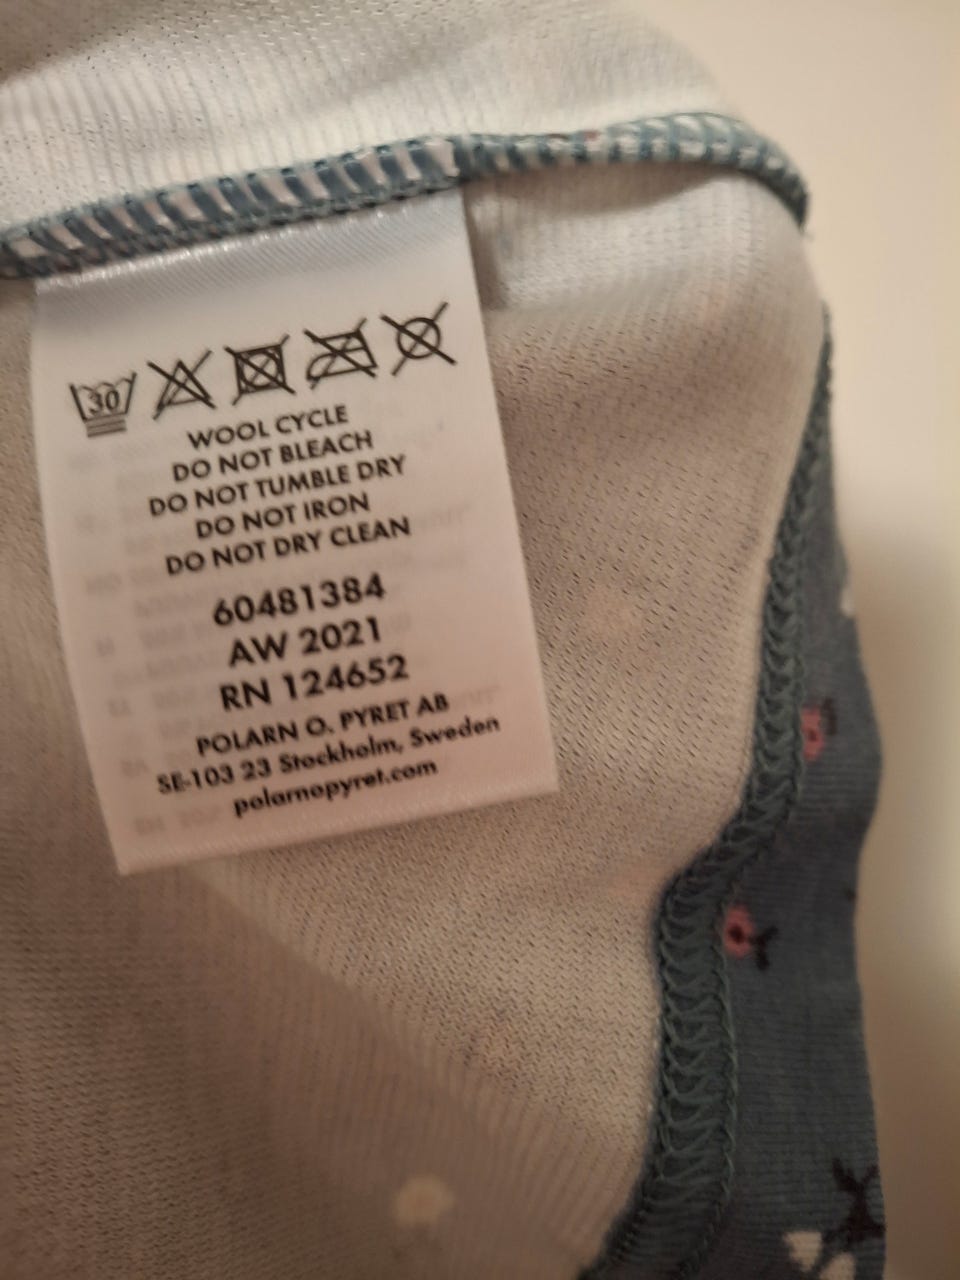 30
WOOL CYCLE
DO NOT BLEACH
DO NOT TUMBLE DRY
DO NOT IRON
DO NOT DRY CLEAN
60481384
AW 2021
RN 124652
POLARN O. PYRET AB
SE-103 23 Stockholm, Sweden
polarnopyret.com